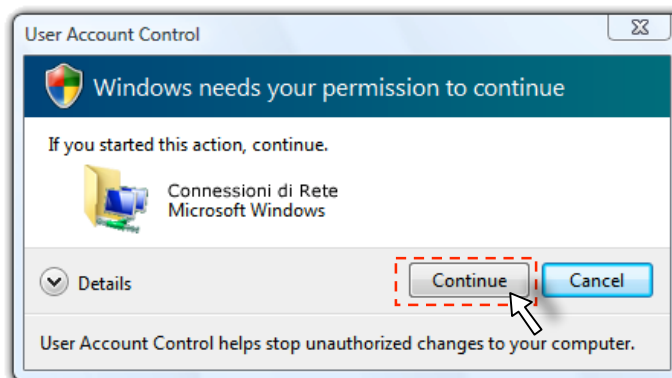 User Account Control
Windows needs your permission to continue
If you started this action, continue.
Connessioni di Rete
Microsoft Windows
Details
Continue
Cancel
User Account Control helps stop unauthorized changes to your computer.